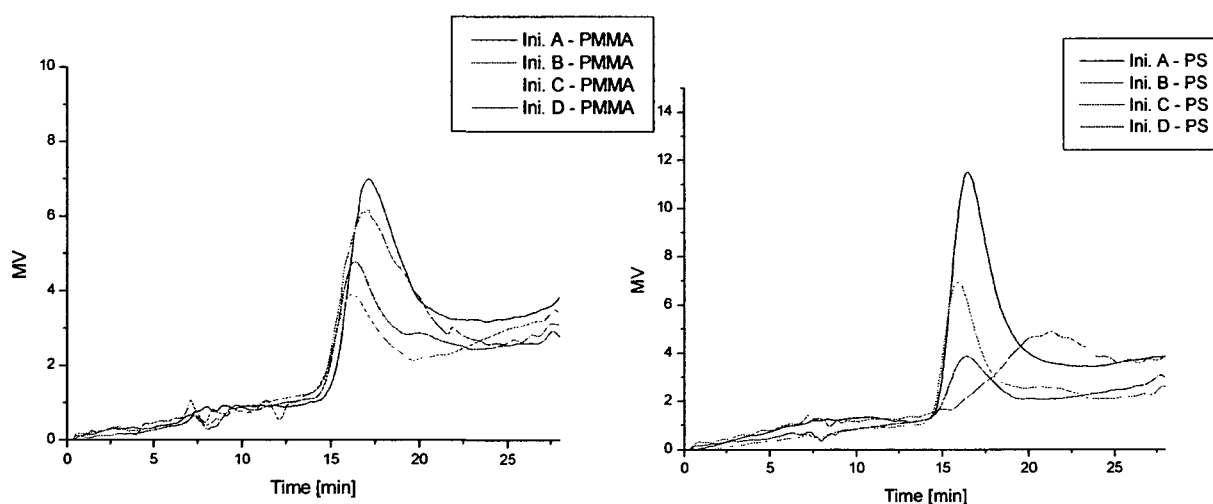 Ini. A - PMMA
Ini. B - PMMA
Ini. C - PMMA
Ini. D - PMMA
10
8
6
4
2
0
MV
0 5 10 15 20 25
Time [min]
Ini. A - PS
Ini. B - PS
Ini. C - PS
Ini. D - PS
14
12
10
8
6
4
2
0
MV
0 5 10 15 20 25
Time [min]